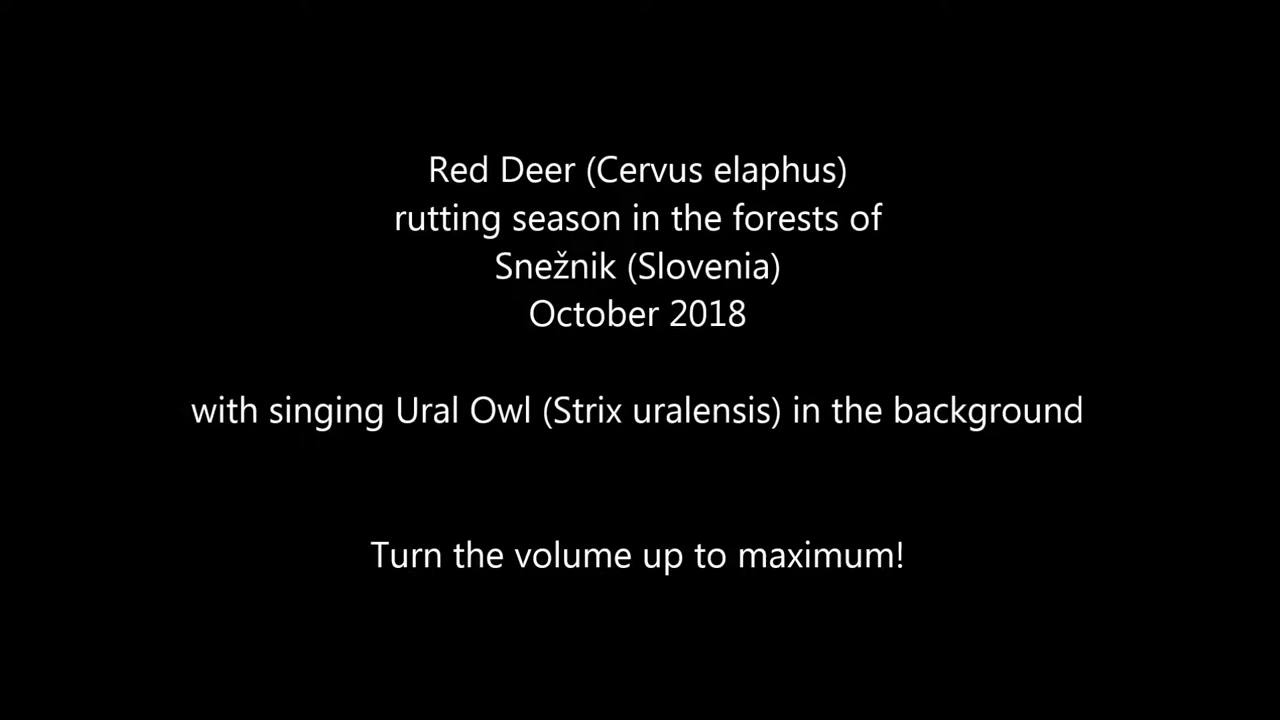 Red Deer (Cervus elaphus)
rutting season in the forests of
Snežnik (Slovenia)
October 2018
with singing Ural Owl (Strix uralensis) in the background
Turn the volume up to maximum!